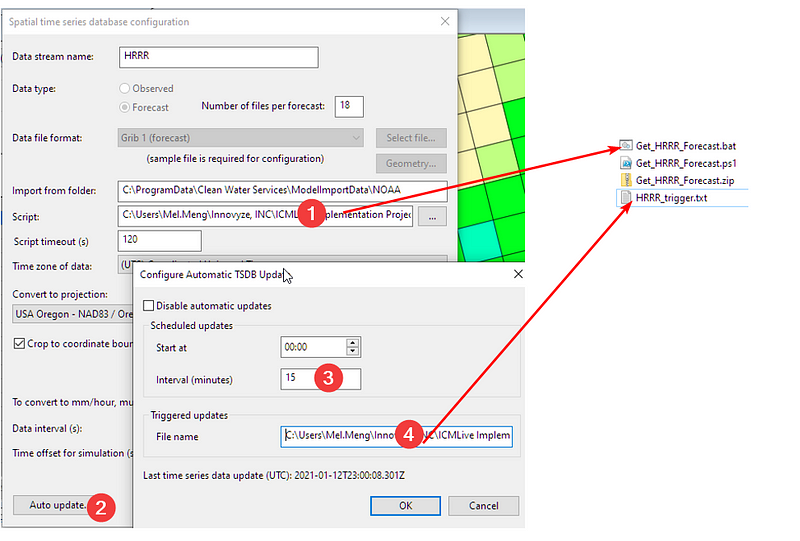 Spatial time series database configuration
Data stream name: HRRR
Data type: Observed
Forecast Number of files per forecast: 18
Data file format: Grib 1 (forecast) Select file...
(sample file is required for configuration) Geometry...
Import from folder: C:\ProgramData\Clean Water Services\ModelImportData\NOAA
Script: C:\Users\Mel.Meng\Innovyze, INC\ICML 1 plementation Projec ...
Script timeout (s) 120
Time zone of data: (U
Convert to projection:
USA Oregon - NAD83 / Ore
Crop to coordinate boun
To convert to mm/hour, mu
Data interval (s):
Time offset for simulation (s
Auto update. 2
Configure Automatic TSDB Upda
Disable automatic updates
Scheduled updates
Start at 00:00
Interval (minutes) 15 3
Triggered updates
File name C:\Users\Mel.Meng\Innov 4 NC\ICMLive Implem
Last time series data update (UTC): 2021-01-12T23:00:08.301Z
OK Cancel
Get_HRRR_Forecast.bat
Get_HRRR_Forecast.ps1
Get_HRRR_Forecast.zip
HRRR_trigger.txt